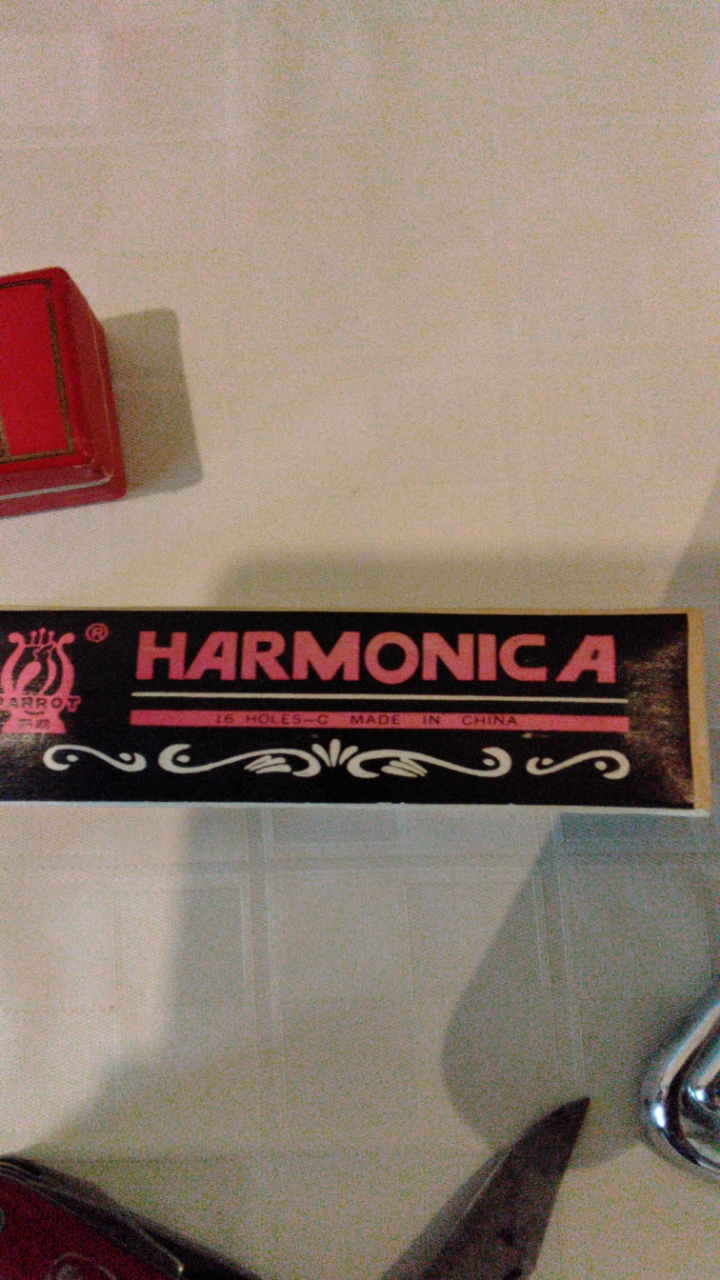 ®
HARMONICA
PARROT
16 HOLES—C MADE IN CHINA